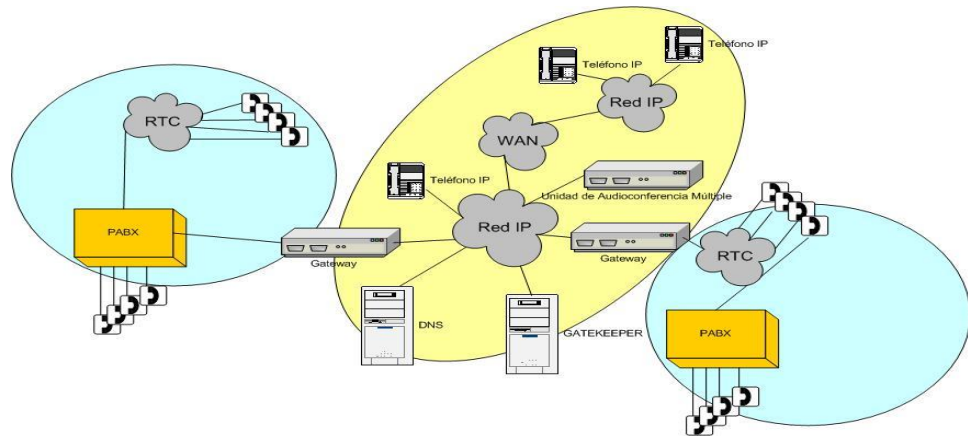 Teléfono IP
Teléfono IP
Red IP
RTC
WAN
Teléfono IP
Unidad de Audioconferencia Múltiple
PABX
Red IP
Gateway
Gateway
RTC
DNS
GATEKEEPER
PABX